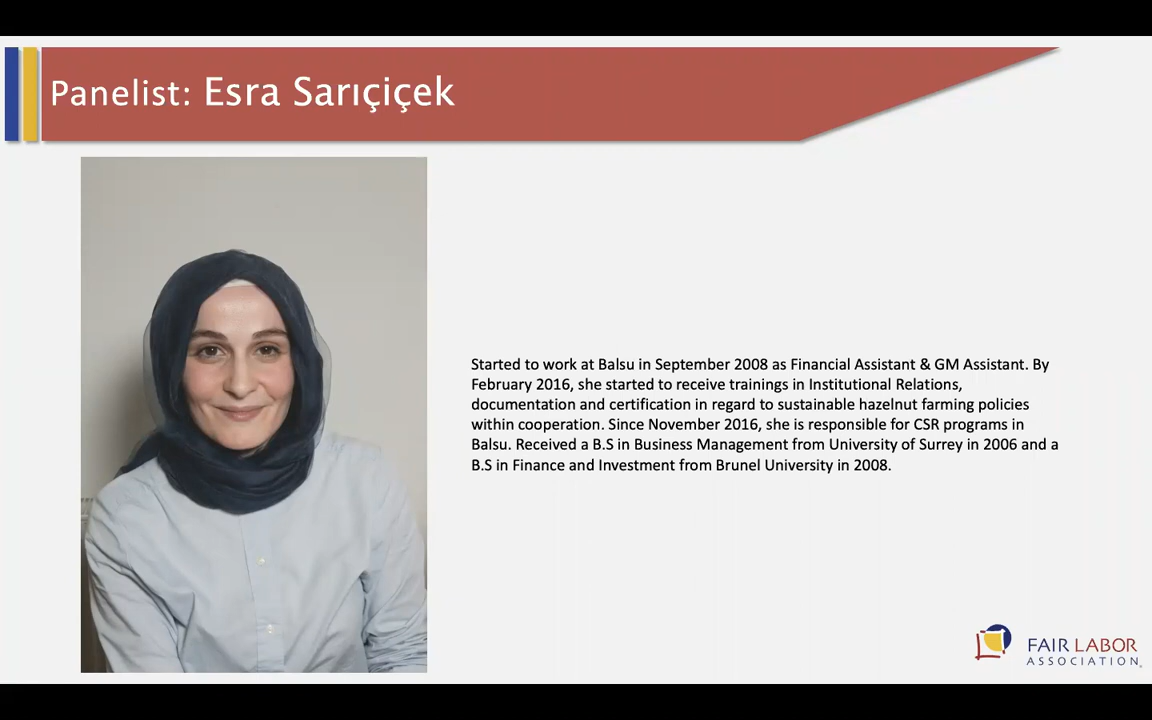 Panelist: Esra Sarıçiçek
Started to work at Balsu in September 2008 as Financial Assistant & GM Assistant. By
February 2016, she started to receive trainings in Institutional Relations,
documentation and certification in regard to sustainable hazelnut farming policies
within cooperation. Since November 2016, she is responsible for CSR programs in
Balsu. Received a B.S in Business Management from University of Surrey in 2006 and a
B.S in Finance and Investment from Brunel University in 2008.
FAIR LABOR
ASSOCIATION